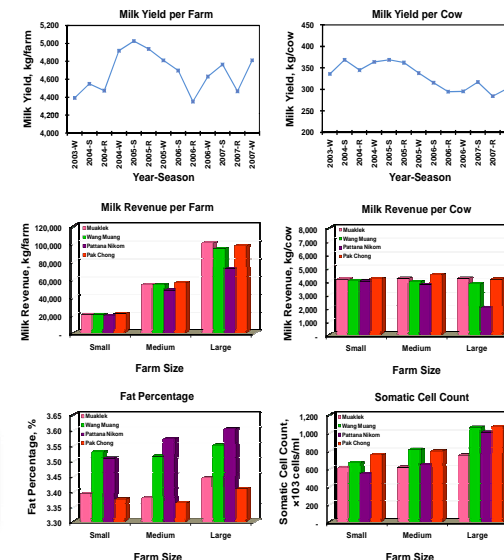 Milk Yield per Farm
5,200
5,000
4,800
4,600
4,400
4,200
4,000
Milk Yield, kg/farm
2003-W
2004-S
2004-R
2004-W
2005-S
2005-R
2005-W
2006-S
2006-R
2006-W
2007-S
2007-R
2007-W
Year-Season
Milk Yield per Cow
450
400
350
300
250
200
Milk Yield, kg/cow
2003-W
2004-S
2004-R
2004-W
2005-S
2005-R
2005-W
2006-S
2006-R
2006-W
2007-S
2007-R
Year-Season
Milk Revenue per Farm
120,000
100,000
80,000
60,000
40,000
20,000
-
Milk Revenue, kg/farm
Muaklek
Wang Muang
Pattana Nikom
Pak Chong
Small Medium Large
Farm Size
Milk Revenue per Cow
8,000
7,000
6,000
5,000
4,000
3,000
2,000
1,000
-
Milk Revenue, kg/cow
Muaklek
Wang Muang
Pattana Nikom
Pak Chong
Small Medium Large
Farm Size
Fat Percentage
3.65
3.60
3.55
3.50
3.45
3.40
3.35
3.30
Fat Percentage, %
Muaklek
Wang Muang
Pattana Nikom
Pak Chong
Small Medium Large
Farm Size
Somatic Cell Count
1,200
1,000
800
600
400
200
-
Somatic Cell Count,
×103 cells/ml
Muaklek
Wang Muang
Pattana Nikom
Pak Chong
Small Medium Large
Farm Size